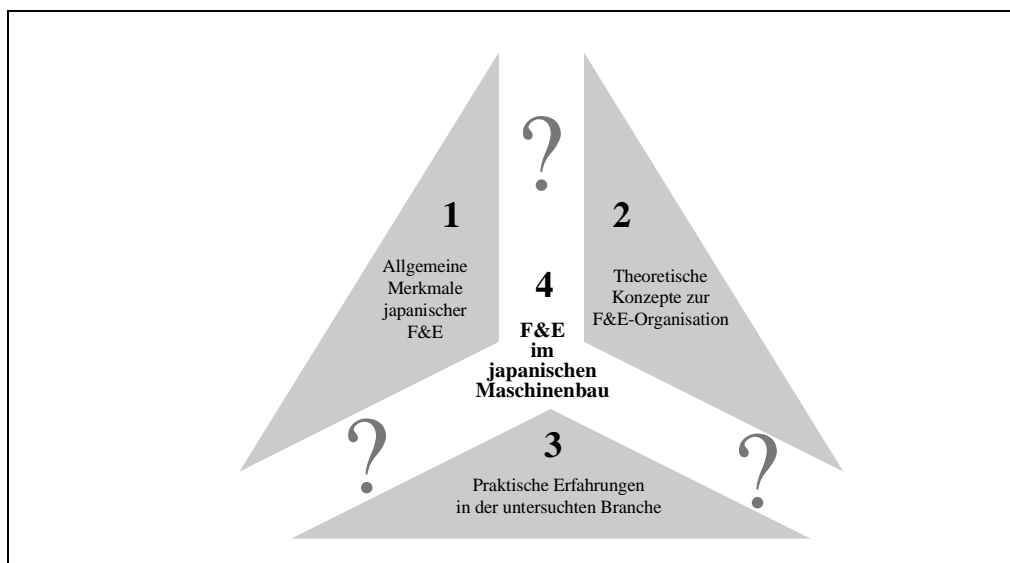 ?
1
Allgemeine
Merkmale
japanischer
F&E
2
Theoretische
Konzepte zur
F&E-Organisation
4
F&E
im
japanischen
Maschinenbau
?
?
3
Praktische Erfahrungen
in der untersuchten Branche